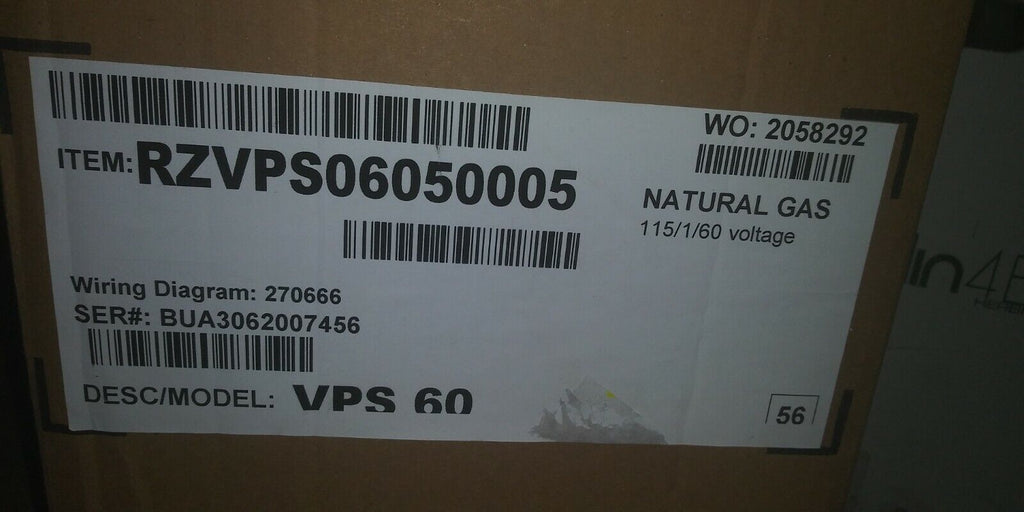 WO: 2058292
ITEM: RZVPS06050005
NATURAL GAS
115/1/60 voltage
Wiring Diagram: 270666
SER#: BUA3062007456
DESC/MODEL: VPS 60
56